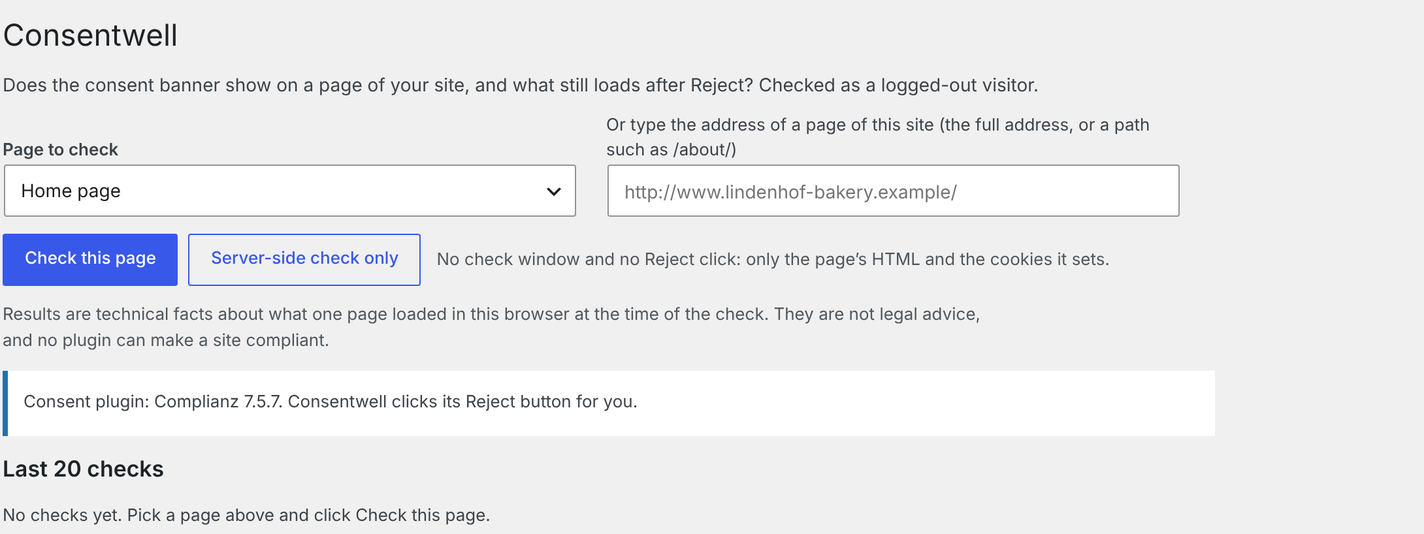 Consentwell
Does the consent banner show on a page of your site, and what still loads after Reject? Checked as a logged-out visitor.
Page to check
Home page
Or type the address of a page of this site (the full address, or a path
such as /about/)
http://www.lindenhof-bakery.example/
Check this page
Server-side check only
No check window and no Reject click: only the page’s HTML and the cookies it sets.
Results are technical facts about what one page loaded in this browser at the time of the check. They are not legal advice,
and no plugin can make a site compliant.
Consent plugin: Complianz 7.5.7. Consentwell clicks its Reject button for you.
Last 20 checks
No checks yet. Pick a page above and click Check this page.